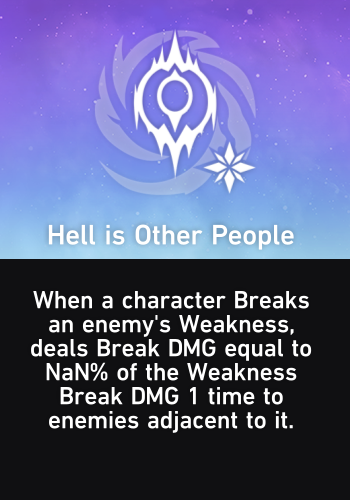 Hell is Other People
When a character Breaks
an enemy's Weakness,
deals Break DMG equal to
NaN% of the Weakness
Break DMG 1 time to
enemies adjacent to it.